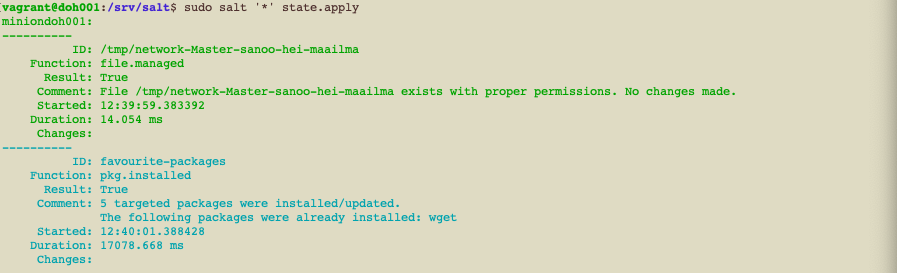 vagrant@doh001:/srv/salt$ sudo salt '*' state.apply
miniondoh001:
----------
ID: /tmp/network-Master-sanoo-hei-maailma
Function: file.managed
Result: True
Comment: File /tmp/network-Master-sanoo-hei-maailma exists with proper permissions. No changes made.
Started: 12:39:59.383392
Duration: 14.054 ms
Changes:
----------
ID: favourite-packages
Function: pkg.installed
Result: True
Comment: 5 targeted packages were installed/updated.
The following packages were already installed: wget
Started: 12:40:01.388428
Duration: 17078.668 ms
Changes: